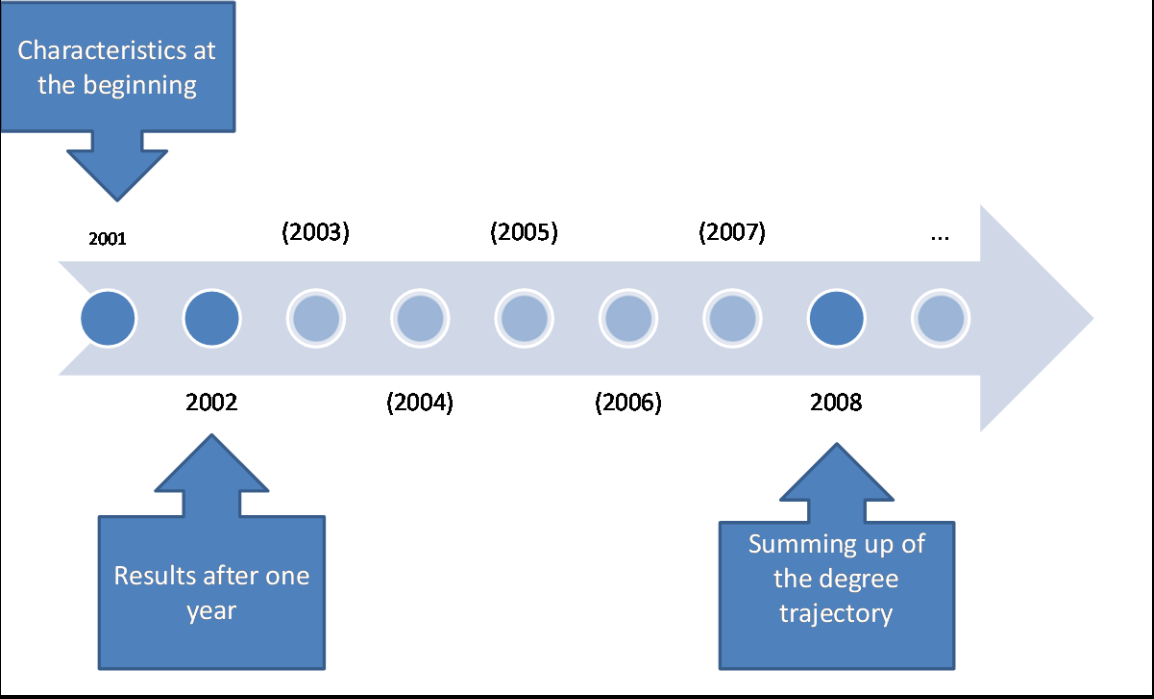 Characteristics at
the beginning
2001
(2003)
(2005)
(2007)
...
2002
(2004)
(2006)
2008
Results after one
year
Summing up of
the degree
trajectory